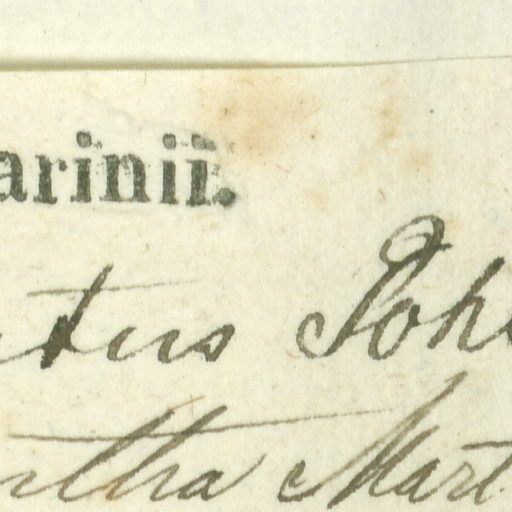 arinii.
tus Joh
ntha Mart